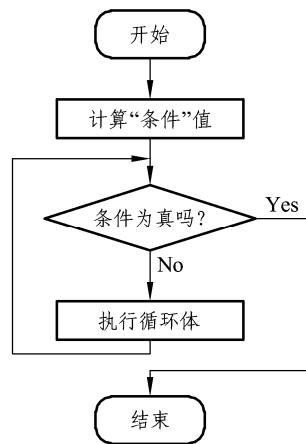 开始
计算“条件”值
条件为真吗?
Yes
No
执行循环体
结束